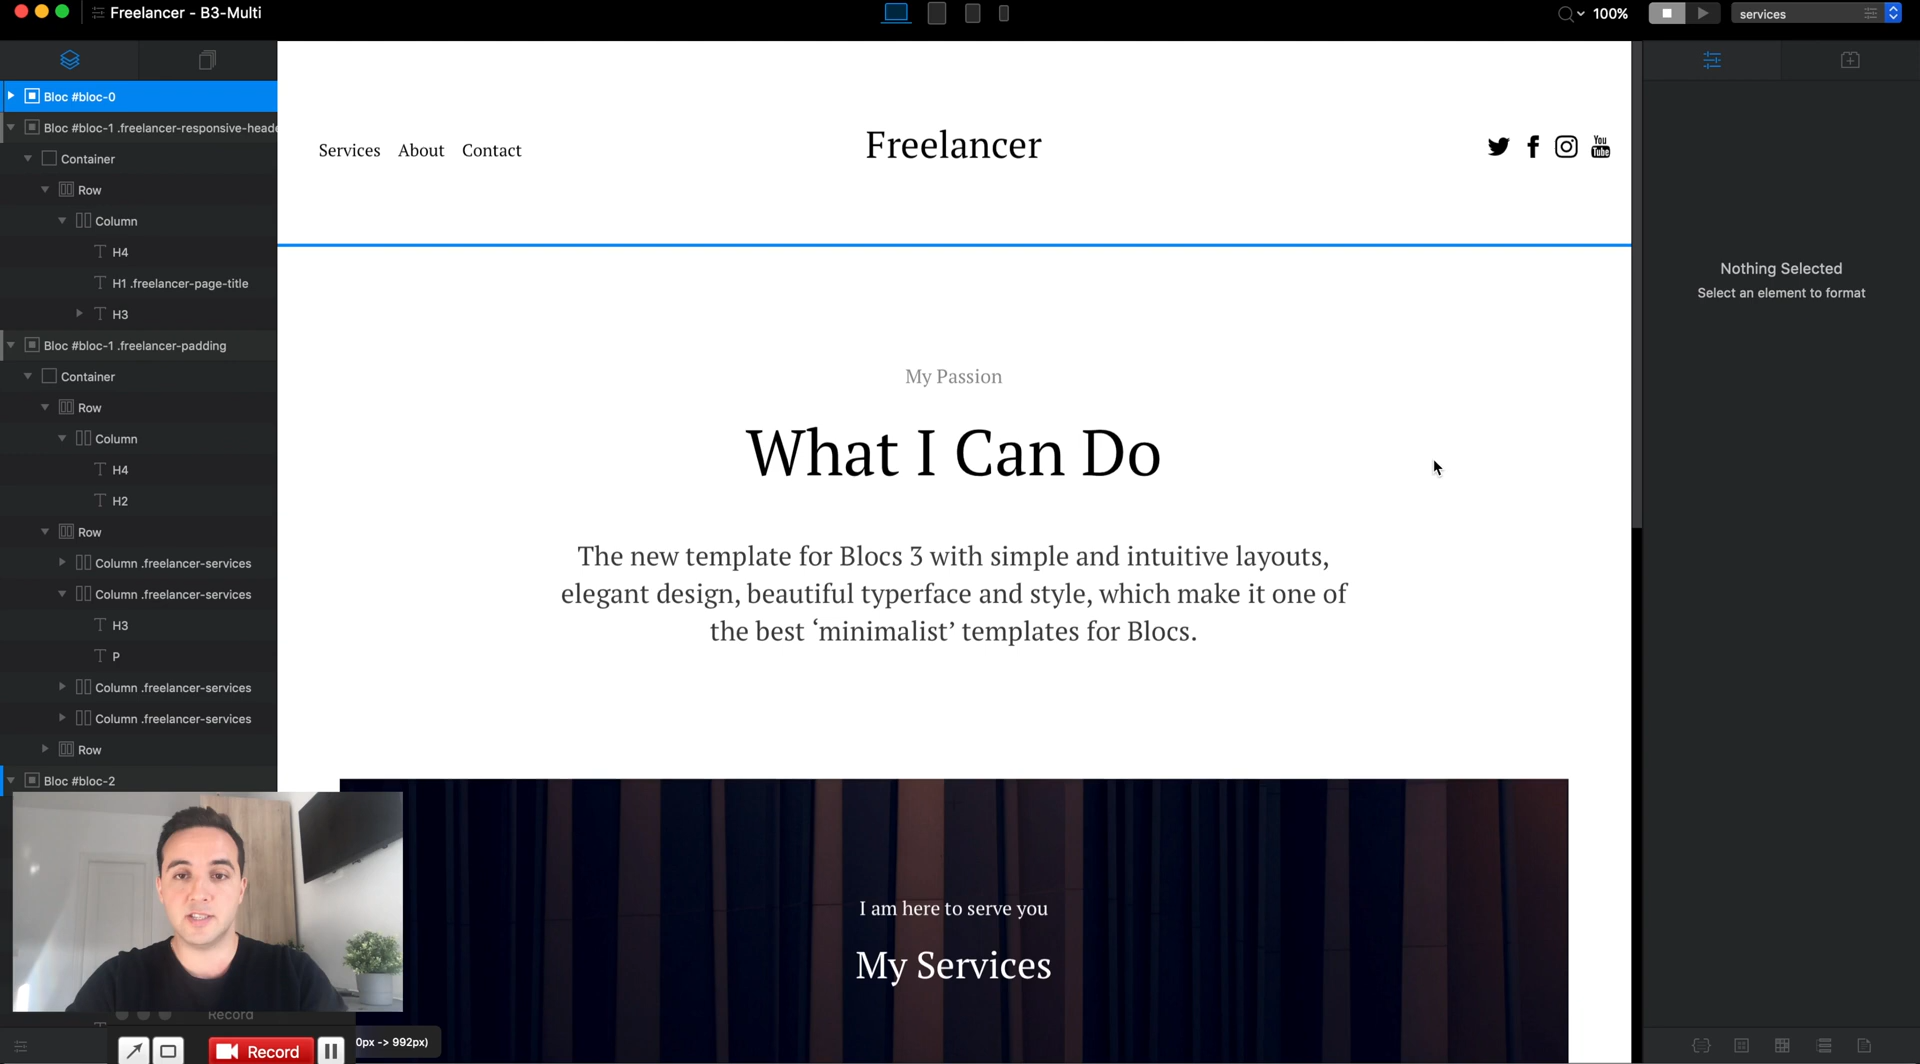 Freelancer - B3-Multi
100%
services
Bloc #bloc-0
Bloc #bloc-1 .freelancer-responsive-heade
Container
Row
Column
H4
H1 .freelancer-page-title
H3
Bloc #bloc-1 .freelancer-padding
Container
Row
Column
H4
H2
Row
Column .freelancer-services
Column .freelancer-services
H3
P
Column .freelancer-services
Column .freelancer-services
Row
Bloc #bloc-2
Services About Contact
Freelancer
You
Tube
My Passion
What I Can Do
The new template for Blocs 3 with simple and intuitive layouts,
elegant design, beautiful typerface and style, which make it one of
the best ‘minimalist’ templates for Blocs.
I am here to serve you
My Services
Nothing Selected
Select an element to format
Record
Record
0px -> 992px)